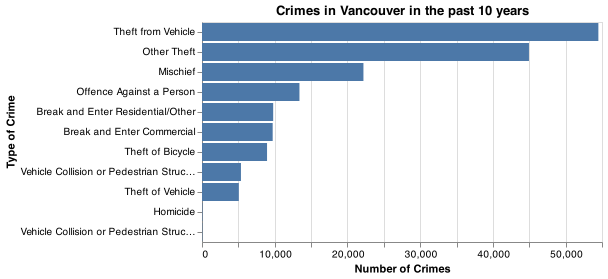 Crimes in Vancouver in the past 10 years
Type of Crime
Theft from Vehicle
Other Theft
Mischief
Offence Against a Person
Break and Enter Residential/Other
Break and Enter Commercial
Theft of Bicycle
Vehicle Collision or Pedestrian Struc…
Theft of Vehicle
Homicide
Vehicle Collision or Pedestrian Struc…
0 10,000 20,000 30,000 40,000 50,000
Number of Crimes